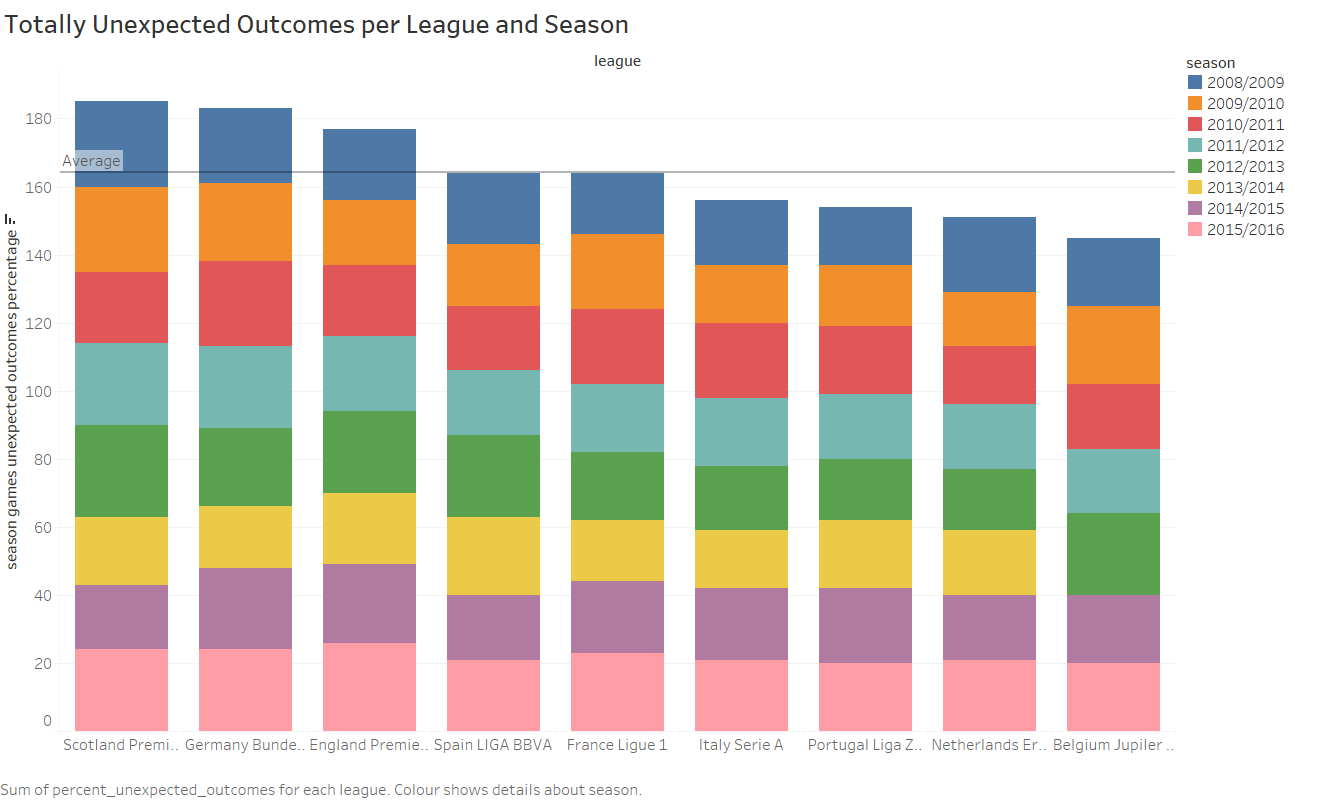 Totally Unexpected Outcomes per League and Season
league
season
2008/2009
2009/2010
2010/2011
2011/2012
2012/2013
2013/2014
2014/2015
2015/2016
season games unexpected outcomes percentage
180
160
140
120
100
80
60
40
20
0
Average
Scotland Premi.. Germany Bunde.. England Premie.. Spain LIGA BBVA France Ligue 1 Italy Serie A Portugal Liga Z.. Netherlands Er.. Belgium Jupiler ..
Sum of percent_unexpected_outcomes for each league. Colour shows details about season.